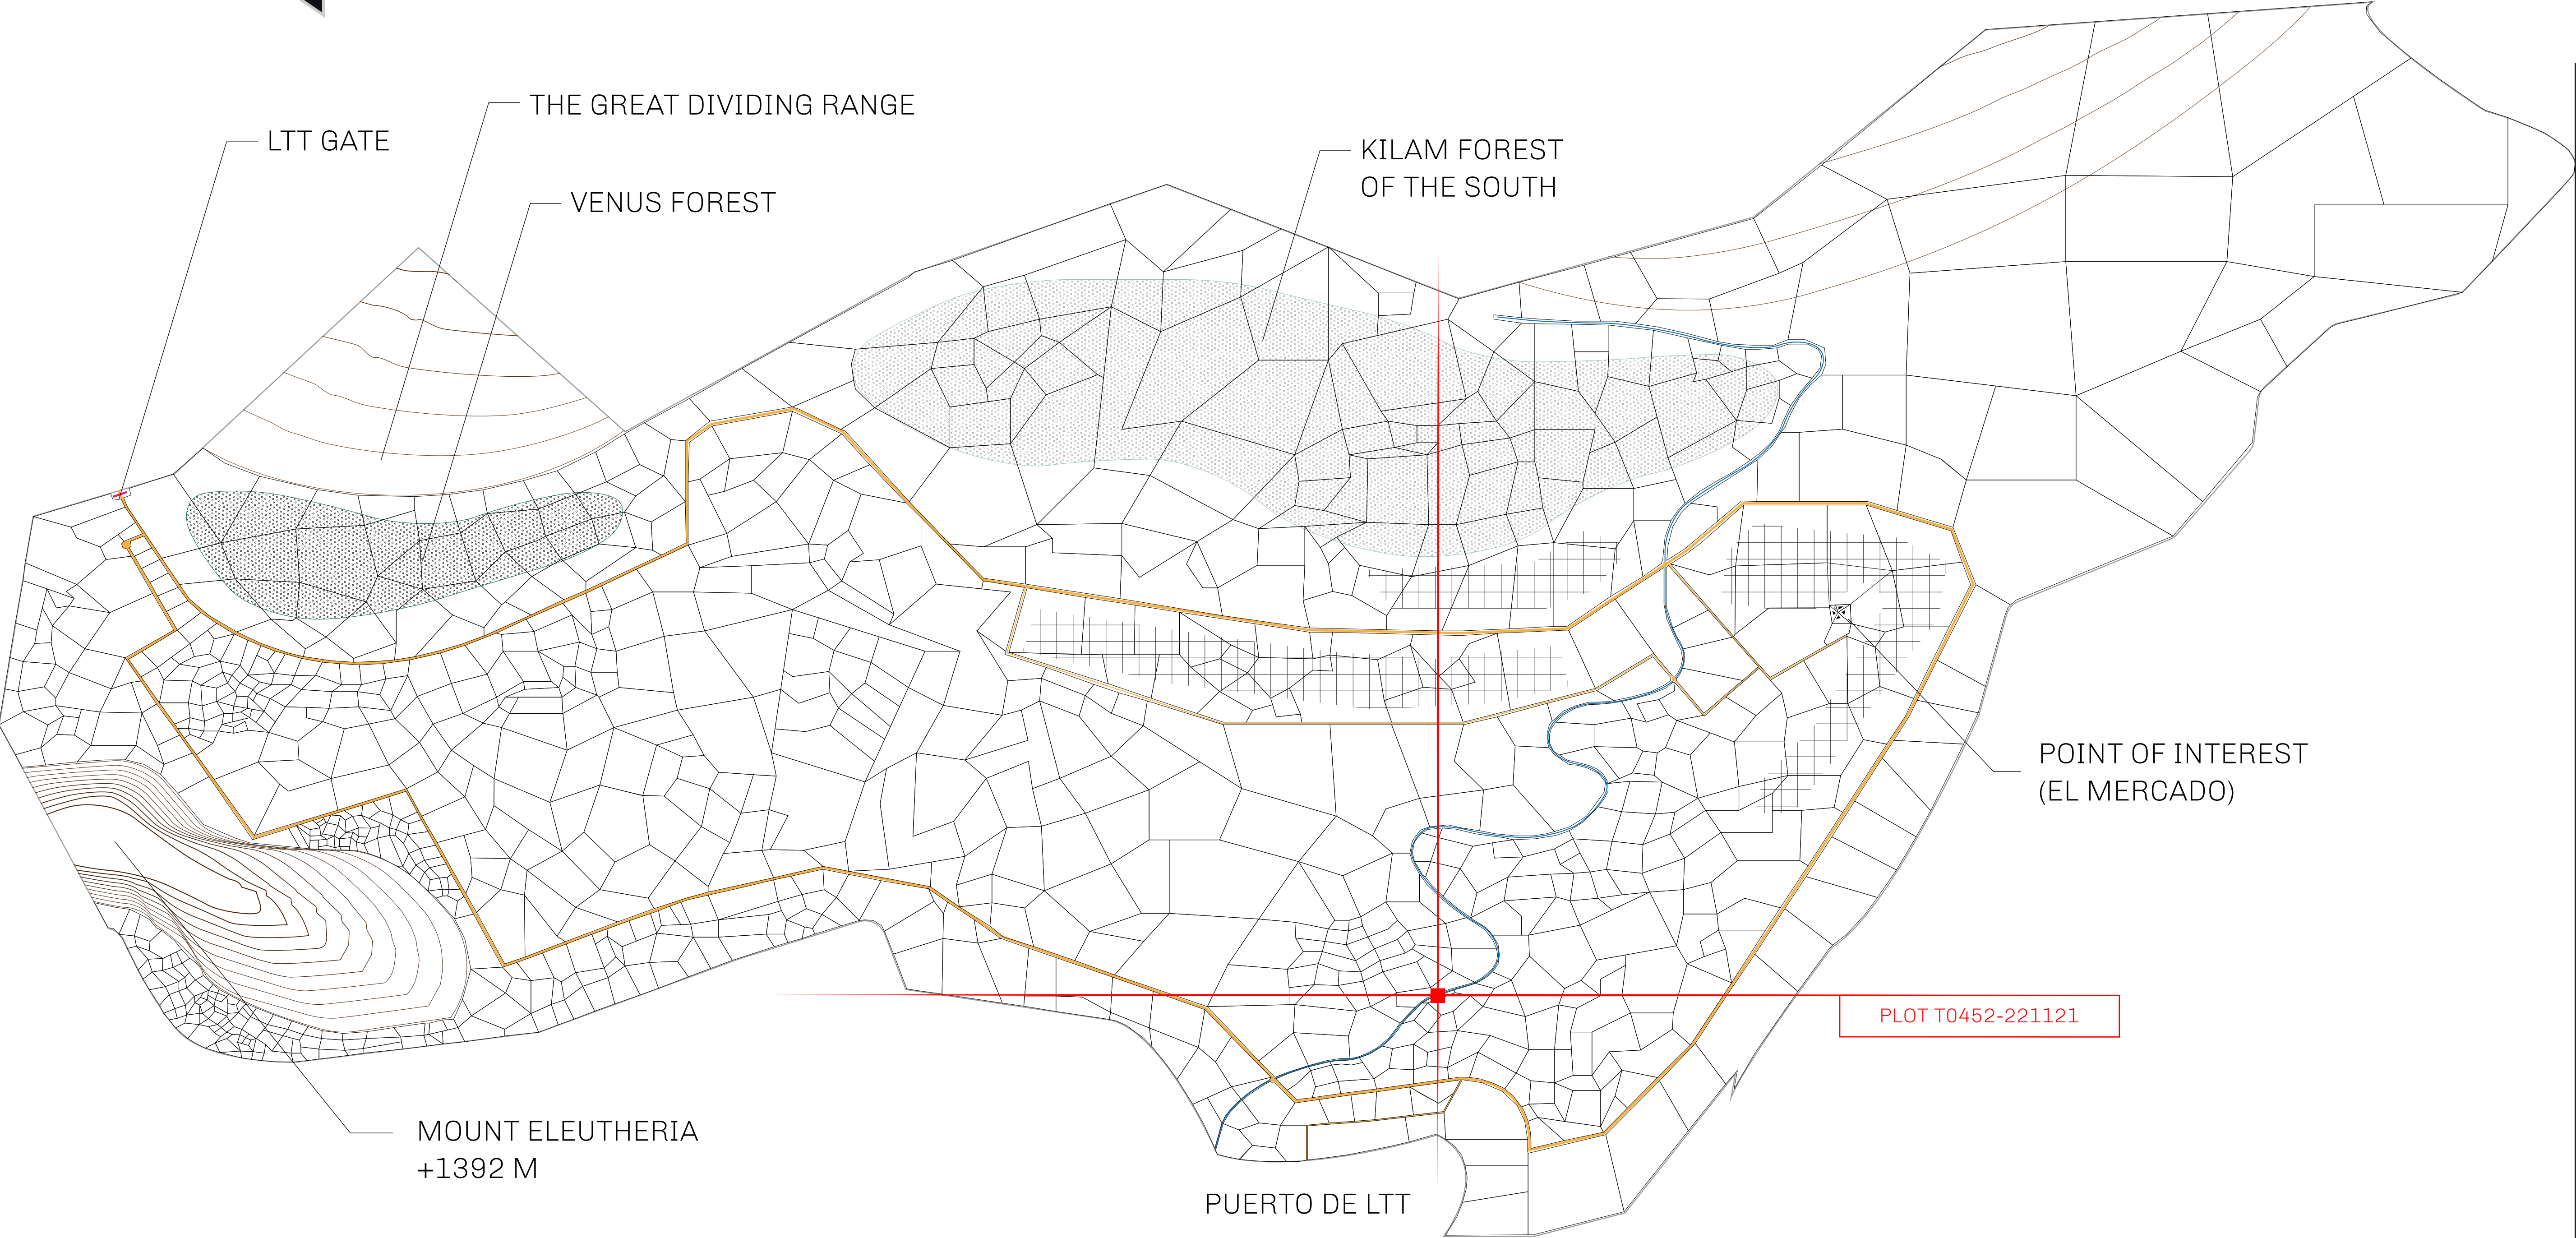 THE GREAT DIVIDING RANGE
LTT GATE
VENUS FOREST
KILAM FOREST
OF THE SOUTH
POINT OF INTEREST
(EL MERCADO)
PLOT T0452-221121
MOUNT ELEUTHERIA
+1392 M
PUERTO DE LTT